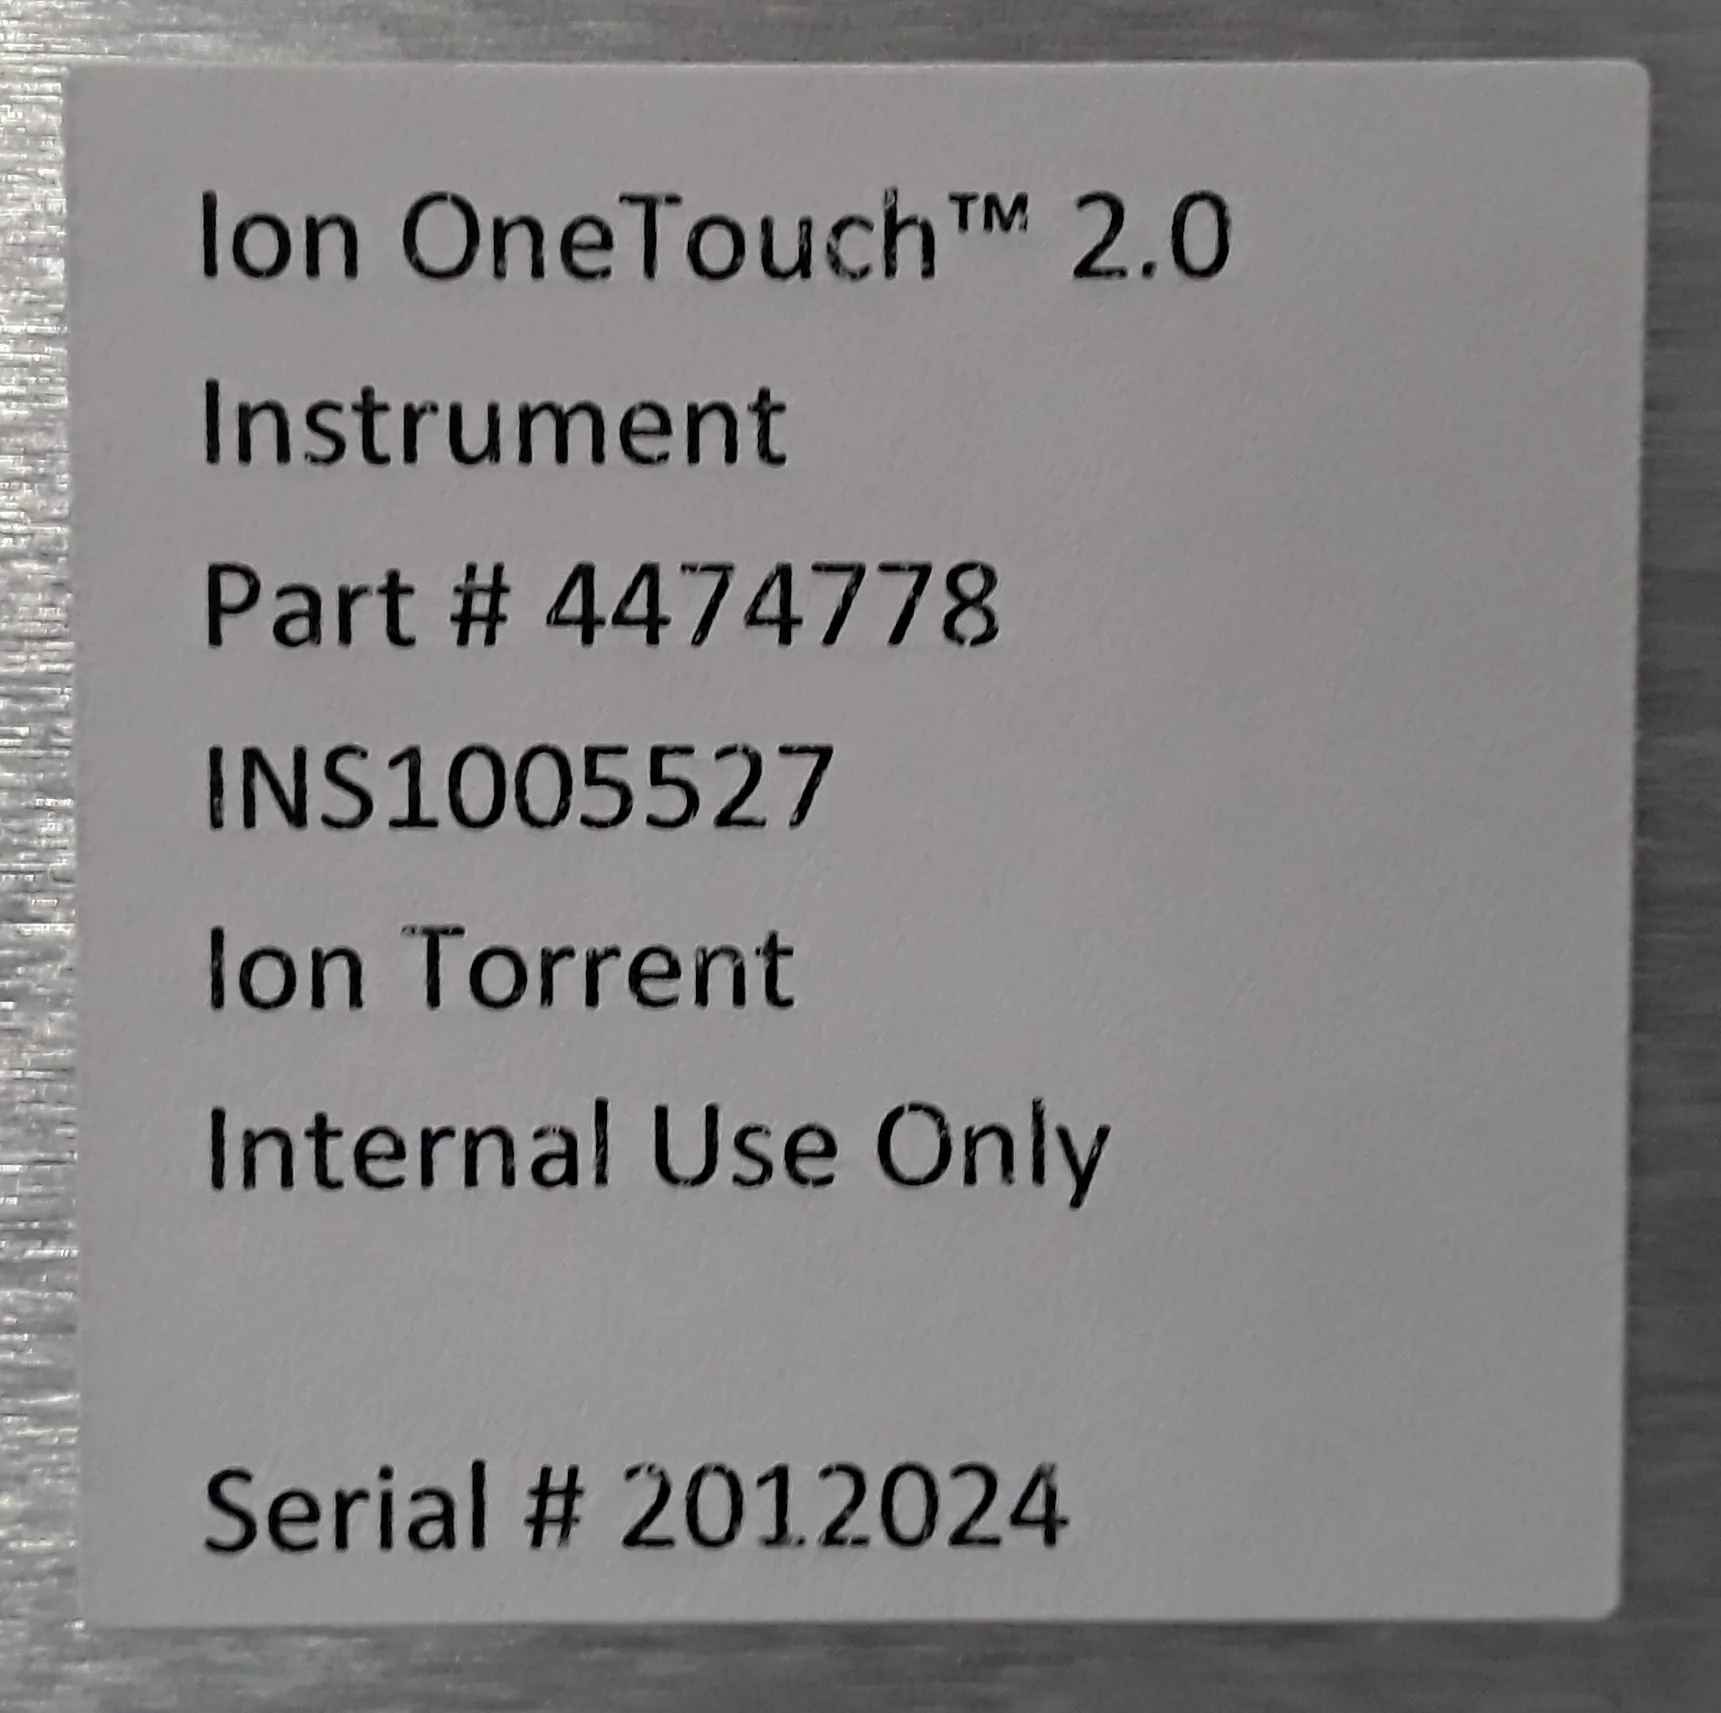 Ion OneTouch™ 2.0
Instrument
Part # 4474778
INS1005527
Ion Torrent
Internal Use Only
Serial # 2012024